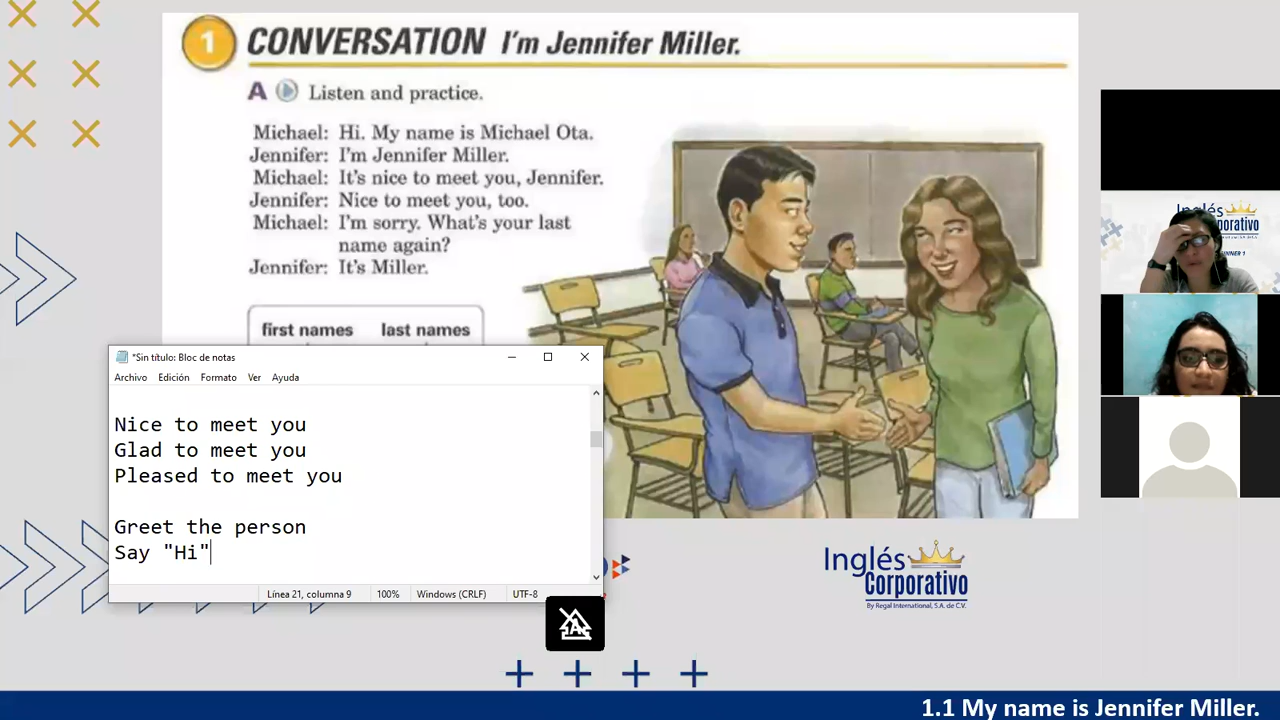 1 CONVERSATION I'm Jennifer Miller.
A Listen and practice.
Michael: Hi. My name is Michael Ota.
Jennifer: I'm Jennifer Miller.
Michael: It's nice to meet you, Jennifer.
Jennifer: Nice to meet you, too.
Michael: I'm sorry. What's your last
name again?
Jennifer: It's Miller.
first names last names
*Sin título: Bloc de notas
Archivo Edición Formato Ver Ayuda
Nice to meet you
Glad to meet you
Pleased to meet you
Greet the person
Say "Hi"
Línea 21, columna 9 100% Windows (CRLF) UTF-8
Inglés
Corporativo
By Regal International, S.A. de C.V.
1.1 My name is Jennifer Miller.